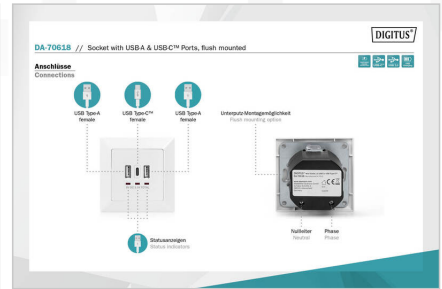 DIGITUS®
DA-70618 // Socket with USB-A & USB-C™ Ports, flush mounted
Anschlüsse
Connections
USB Type-A
female
USB Type-C™
female
USB Type-A
female
Unterputz-Montagemöglichkeit
Flush mounting option
Statusanzeigen
Status indicators
Nullleiter
Neutral
Phase
Phase